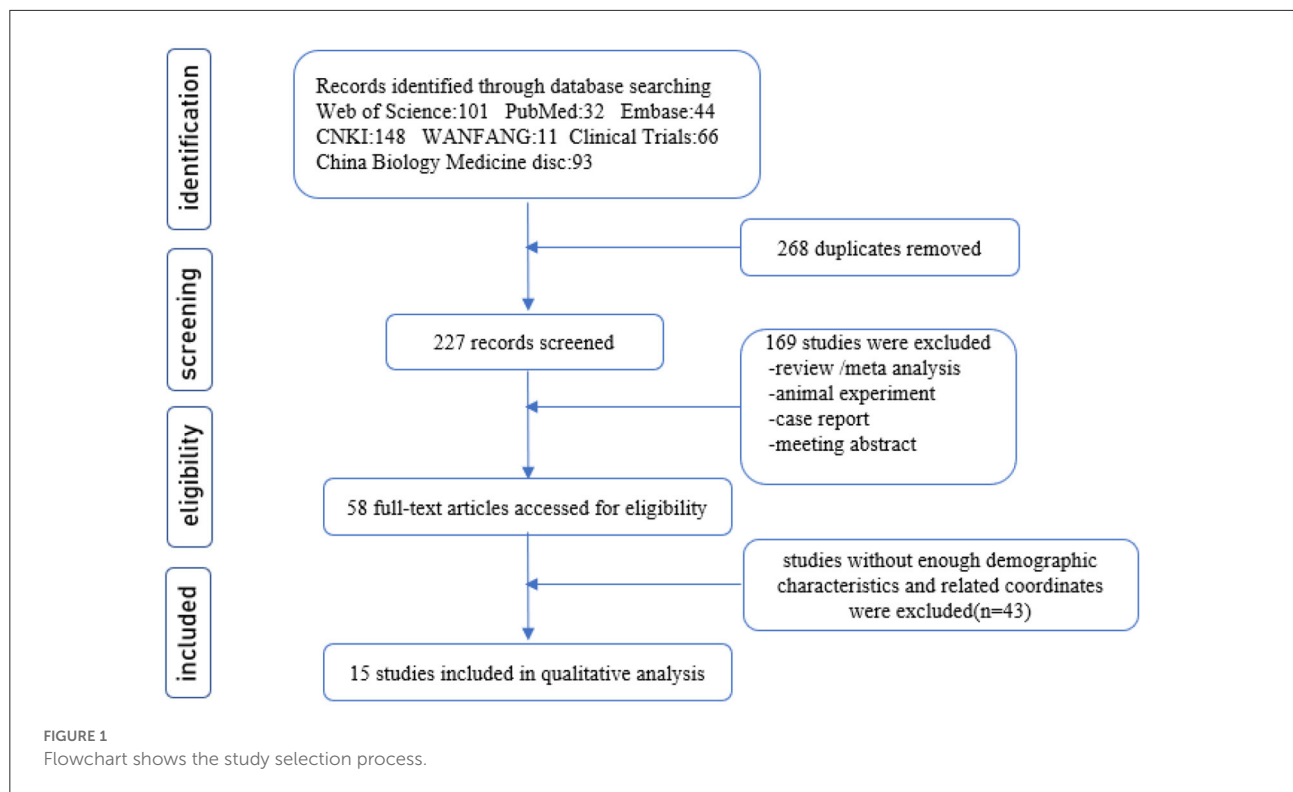 identification
Records identified through database searching
Web of Science:101 PubMed:32 Embase:44
CNKI:148 WANFANG:11 Clinical Trials:66
China Biology Medicine disc:93
268 duplicates removed
screening
227 records screened
169 studies were excluded
-review /meta analysis
-animal experiment
-case report
-meeting abstract
eligibility
58 full-text articles accessed for eligibility
studies without enough demographic
characteristics and related coordinates
were excluded(n=43)
included
15 studies included in qualitative analysis
FIGURE 1
Flowchart shows the study selection process.